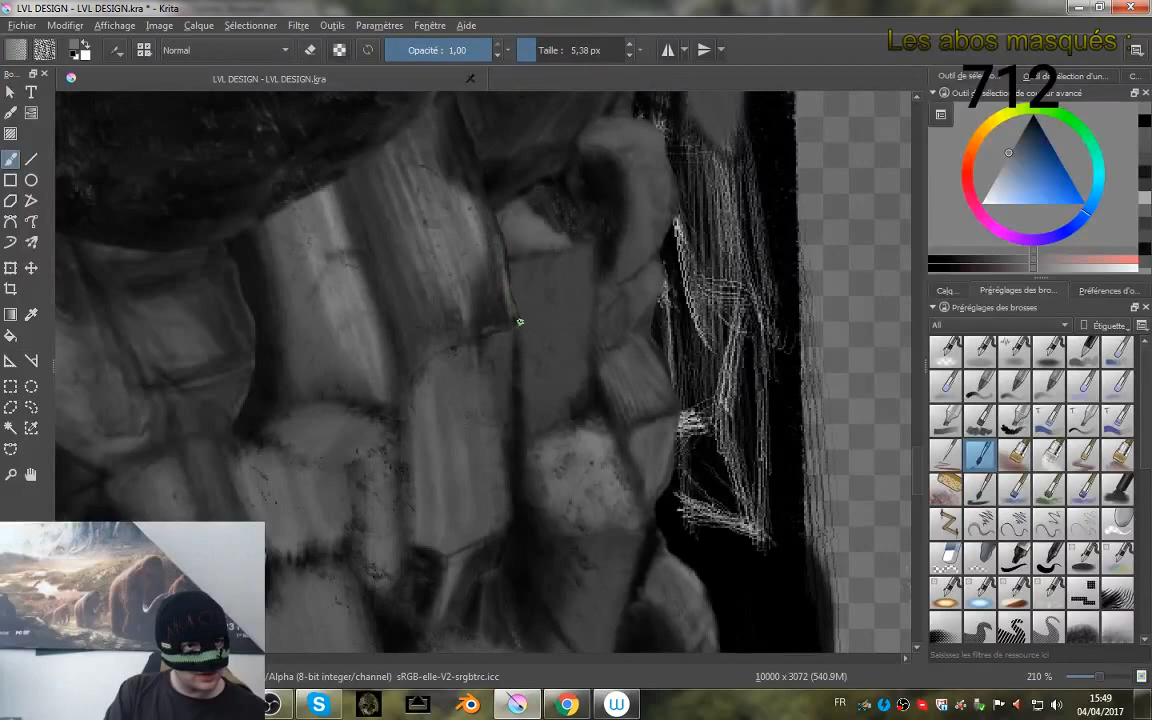 LVL DESIGN - LVL DESIGN.kra * - Krita
Fichier Modifier Affichage Image Calque Sélectionner Filtre Outils Paramètres Fenêtre Aide
Normal Opacité : 1,00 Taille : 5,38 px
Les abos masqués :
712
LVL DESIGN - LVL DESIGN.kra
Outil de sélection d'un...
Outil de sélection de couleur avancé
Calq... Préréglages des bro... Préférences d'o...
Préréglages des brosses
All Étiquette
Saisissez les filtres de ressource ici
/Alpha (8-bit integer/channel) sRGB-elle-V2-srgbtrc.icc 10000 x 3072 (540.9M) 210 %
FR 15:49
04/04/2017